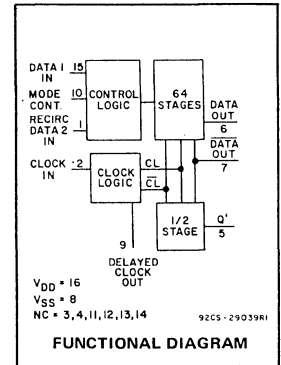 DATA 1 15
IN
MODE 10
CONT.
RECIRC 1
DATA 2
IN
CLOCK 2
IN
CONTROL
LOGIC
64
STAGES
DATA
OUT
6
DATA
OUT
7
CLOCK
LOGIC
CL
CL
1/2
STAGE
Q'
5
9
DELAYED
CLOCK
OUT
VDD = 16
VSS = 8
NC = 3,4,11,12,13,14
92CS-29039R1
FUNCTIONAL DIAGRAM